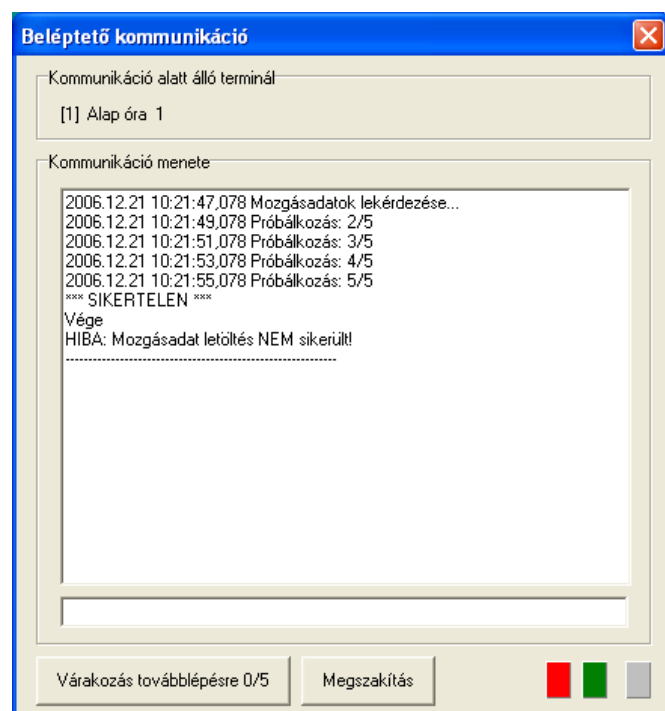 Beléptető kommunikáció
Kommunikáció alatt álló terminál
[1] Alap óra 1
Kommunikáció menete
2006.12.21 10:21:47,078 Mozgásadatok lekérdezése...
2006.12.21 10:21:49,078 Próbálkozás: 2/5
2006.12.21 10:21:51,078 Próbálkozás: 3/5
2006.12.21 10:21:53,078 Próbálkozás: 4/5
2006.12.21 10:21:55,078 Próbálkozás: 5/5
*** SIKERTELEN ***
Vége
HIBA: Mozgásadat letöltés NEM sikerült!
------------------------------------------------------------
Várakozás továbblépésre 0/5 Megszakítás